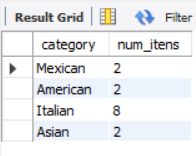 Result Grid Filter
category num_itens
Mexican 2
American 2
Italian 8
Asian 2